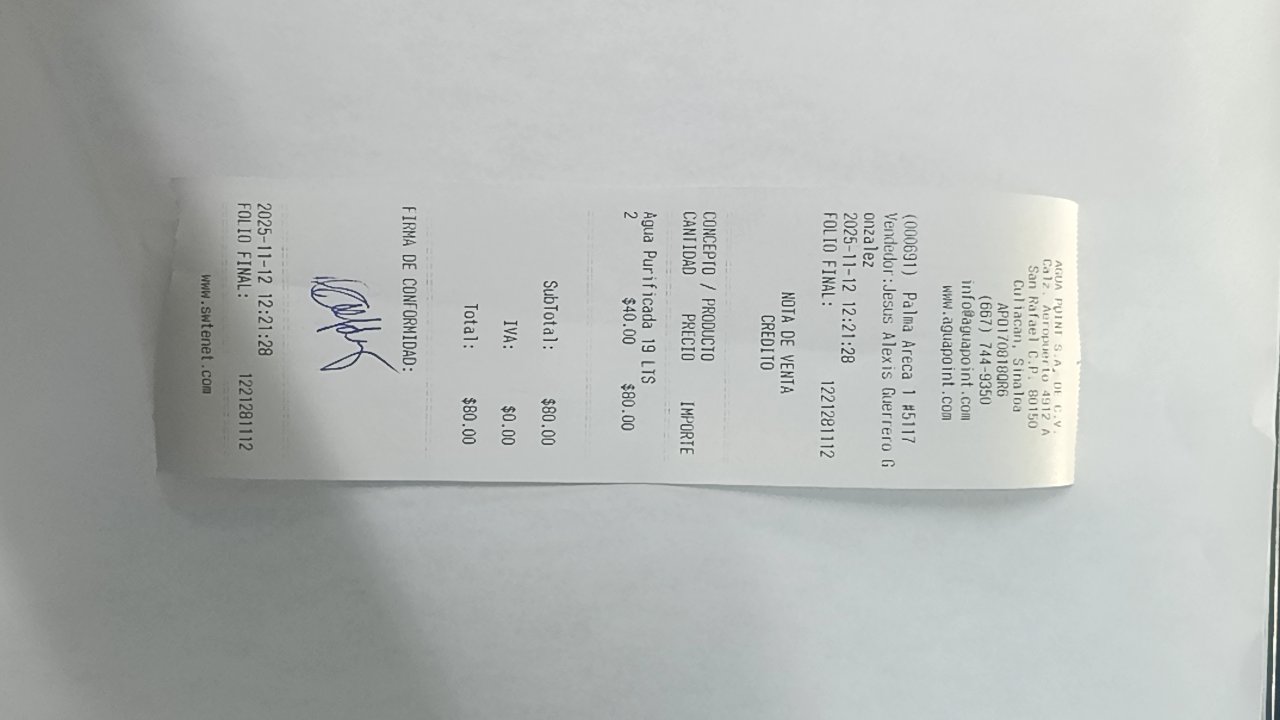 AGUA POINT S.A. DE C.V.
Calz. Aeropuerto 4912 A
San Rafael C.P. 80150
Culiacan, Sinaloa
APO170818QR6
(667) 744-9350
info@aguapoint.com
www.aguapoint.com
(000691) Palma Areca 1 #5117
Vendedor:Jesus Alexis Guerrero G
onzalez
2025-11-12 12:21:28
FOLIO FINAL: 1221281112
NOTA DE VENTA
CREDITO
CONCEPTO / PRODUCTO
CANTIDAD PRECIO IMPORTE
Agua Purificada 19 LTS
2 $40.00 $80.00
SubTotal: $80.00
IVA: $0.00
Total: $80.00
FIRMA DE CONFORMIDAD:
2025-11-12 12:21:28
FOLIO FINAL: 1221281112
www.swtenet.com